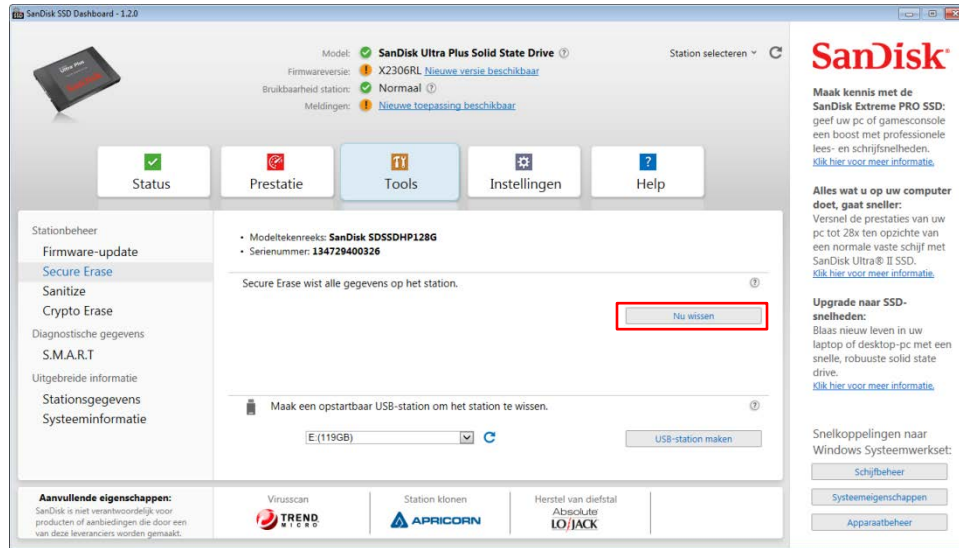 SanDisk SSD Dashboard - 1.2.0
Model: SanDisk Ultra Plus Solid State Drive
Station selecteren
Firmwareversie: X2306RL Nieuwe versie beschikbaar
Bruikbaarheid station: Normaal
Meldingen: Nieuwe toepassing beschikbaar
Status
Prestatie
Tools
Instellingen
Help
Stationbeheer
Firmware-update
Secure Erase
Sanitize
Crypto Erase
Diagnostische gegevens
S.M.A.R.T
Uitgebreide informatie
Stationsgegevens
Systeeminformatie
• Modeltekenreeks: SanDisk SDSSDHP128G
• Serienummer: 134729400326
Secure Erase wist alle gegevens op het station.
Nu wissen
Maak een opstartbaar USB-station om het station te wissen.
E:(119GB)
USB-station maken
Aanvullende eigenschappen:
SanDisk is niet verantwoordelijk voor
producten of aanbiedingen die door een
van deze leveranciers worden gemaakt.
Virusscan
TREND
MICRO
Station klonen
APRICORN
Herstel van diefstal
Absolute
LO/JACK
SanDisk
Maak kennis met de
SanDisk Extreme PRO SSD:
geef uw pc of gamesconsole
een boost met professionele
lees- en schrijfsnelheden.
Klik hier voor meer informatie.
Alles wat u op uw computer
doet, gaat sneller:
Versnel de prestaties van uw
pc tot 28x ten opzichte van
een normale vaste schijf met
SanDisk Ultra® II SSD.
Klik hier voor meer informatie.
Upgrade naar SSD-
snelheden:
Blaas nieuw leven in uw
laptop of desktop-pc met een
snelle, robuuste solid state
drive.
Klik hier voor meer informatie.
Snelkoppelingen naar
Windows Systeemwerkset:
Schijfbeheer
Systeemeigenschappen
Apparaatbeheer